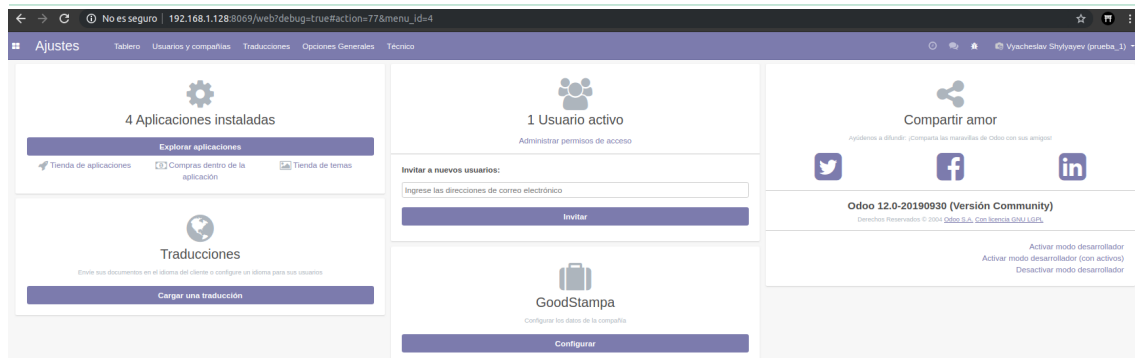 No es seguro | 192.168.1.128:8069/web?debug=true#action=77&menu_id=4
Ajustes Tablero Usuarios y compañías Traducciones Opciones Generales Técnico Vyacheslav Shylyayev (prueba_1)
4 Aplicaciones instaladas
Explorar aplicaciones
Tienda de aplicaciones
Compras dentro de la
aplicación
Tienda de temas
Traducciones
Envíe sus documentos en el idioma del cliente o configure un idioma para sus usuarios
Cargar una traducción
1 Usuario activo
Administrar permisos de acceso
Invitar a nuevos usuarios:
Ingrese las direcciones de correo electrónico
Invitar
GoodStampa
Configurar los datos de la compañía
Configurar
Compartir amor
Ayúdenos a difundir: ¡Comparta las maravillas de Odoo con sus amigos!
Odoo 12.0-20190930 (Versión Community)
Derechos Reservados © 2004 Odoo S.A. Con licencia GNU LGPL.
Activar modo desarrollador
Activar modo desarrollador (con activos)
Desactivar modo desarrollador